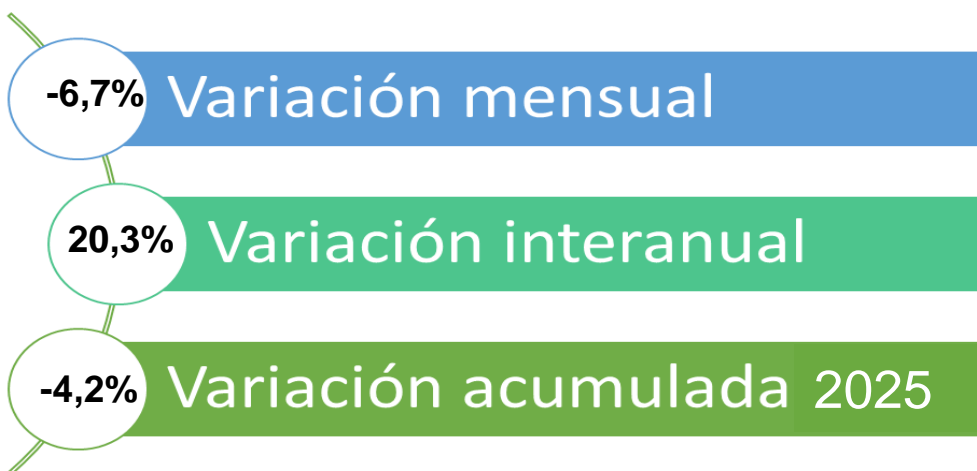 -6,7% Variación mensual
20,3% Variación interanual
-4,2% Variación acumulada 2025